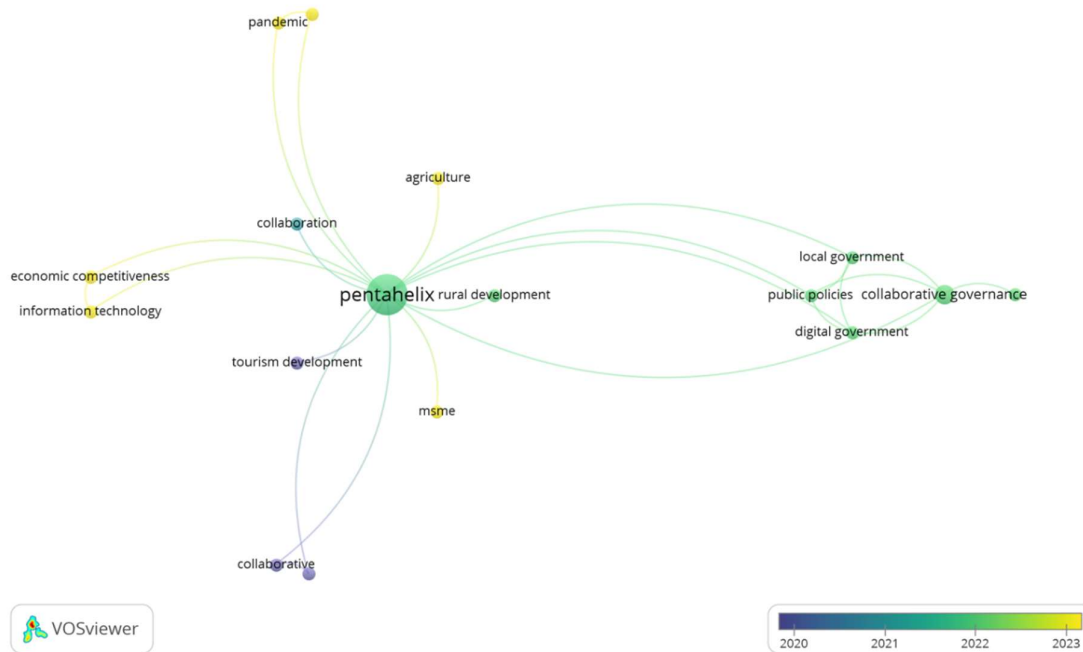 pandemic
agriculture
collaboration
local government
economic competitiveness
pentahelix
rural development
public policies
collaborative governance
information technology
digital government
tourism development
msme
collaborative
VOSviewer
2020
2021
2022
2023